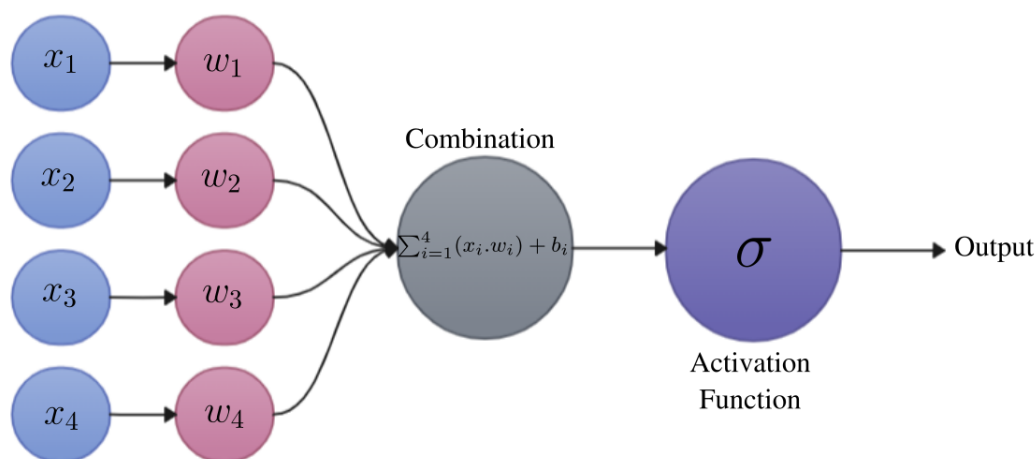 x₁
w₁
x₂
w₂
x₃
w₃
x₄
w₄
Combination
∑⁴ᵢ₌₁(xᵢ.wᵢ) + bᵢ
σ
Activation
Function
Output